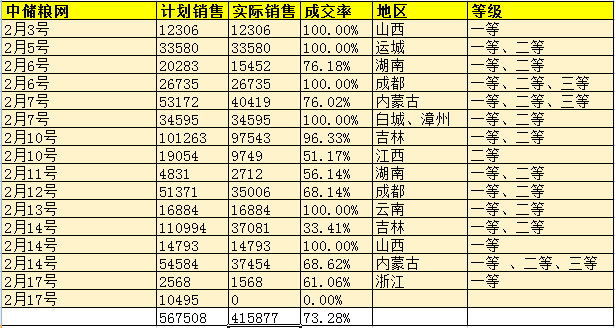 中储粮网 计划销售 实际销售 成交率 地区 等级
2月3号 12306 12306 100.00% 山西 一等
2月5号 33580 33580 100.00% 运城 一等、二等
2月6号 20283 15452 76.18% 湖南 一等、二等
2月6号 26735 26735 100.00% 成都 一等、二等、三等
2月7号 53172 40419 76.02% 内蒙古 一等、二等、三等
2月7号 34595 34595 100.00% 白城、漳州 一等、二等
2月10号 101263 97543 96.33% 吉林 一等、二等
2月10号 19054 9749 51.17% 江西 二等
2月11号 4831 2712 56.14% 湖南 一等、二等
2月12号 51371 35006 68.14% 成都 一等、二等
2月13号 16884 16884 100.00% 云南 一等、二等
2月14号 110994 37081 33.41% 吉林 一等、二等
2月14号 14793 14793 100.00% 山西 一等
2月14号 54584 37454 68.62% 内蒙古 一等 、二等、三等
2月17号 2568 1568 61.06% 浙江 一等
2月17号 10495 0 0.00%
567508 415877 73.28%